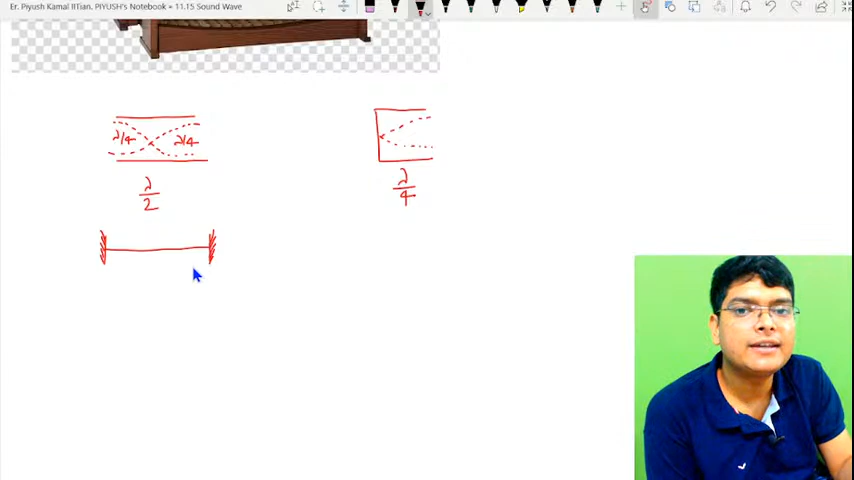 Er. Piyush Kamal IITian. PIYUSH's Notebook » 11.15 Sound Wave
λ/4 λ/4
λ/2
λ/4